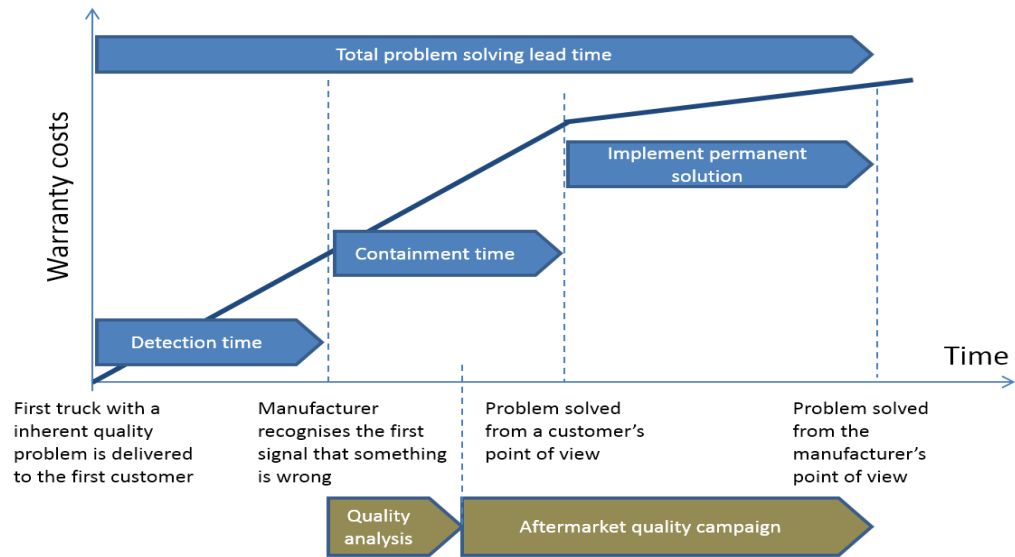 Total problem solving lead time
Warranty costs
Implement permanent
solution
Containment time
Detection time
Time
First truck with a
inherent quality
problem is delivered
to the first customer
Manufacturer
recognises the first
signal that something
is wrong
Problem solved
from a customer’s
point of view
Problem solved
from the
manufacturer’s
point of view
Quality
analysis
Aftermarket quality campaign